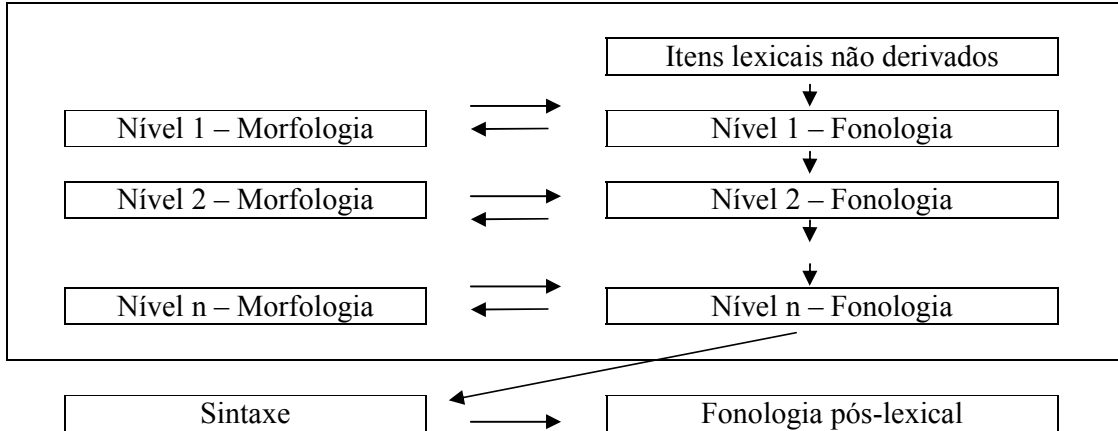 Itens lexicais não derivados
Nível 1 – Morfologia
Nível 1 – Fonologia
Nível 2 – Morfologia
Nível 2 – Fonologia
Nível n – Morfologia
Nível n – Fonologia
Sintaxe
Fonologia pós-lexical